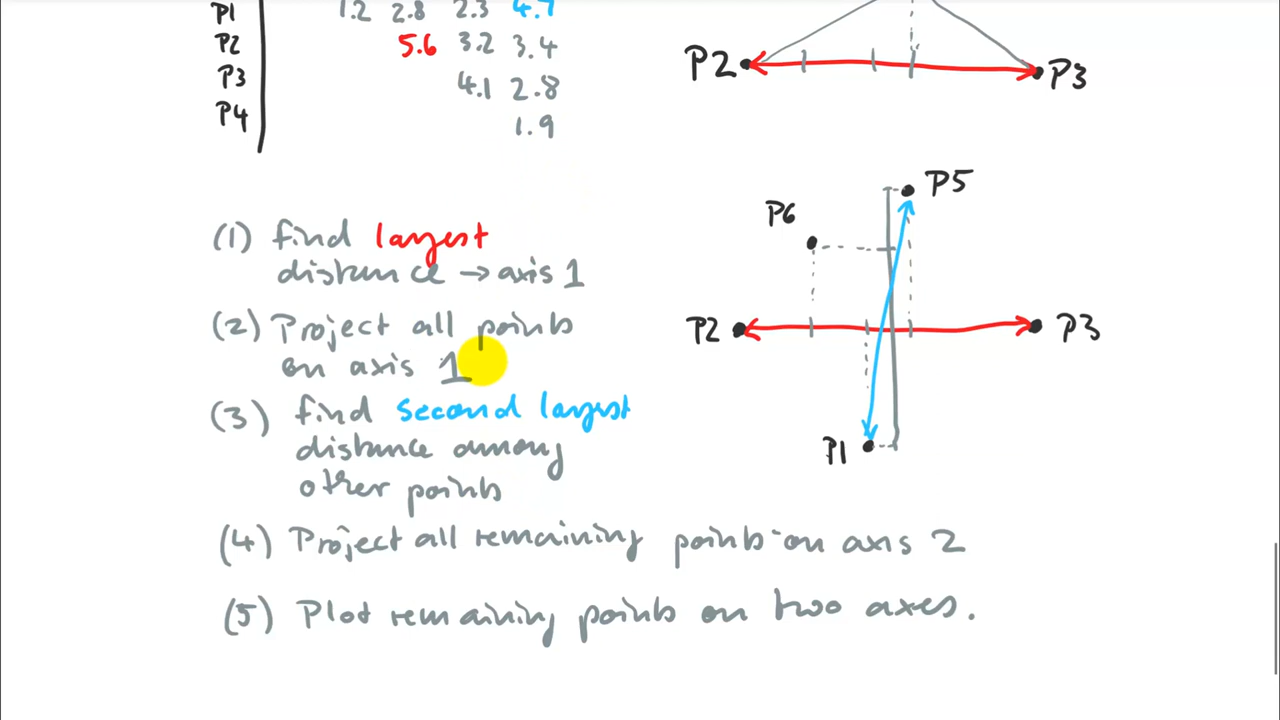 P1 1.2 2.8 2.3 4.7
P2 5.6 3.2 3.4
P3 4.1 2.8
P4 1.9
P2 P3
P5
P6
P2 P3
P1
(1) find largest
distance → axis 1
(2) Project all points
on axis 1
(3) find second largest
distance among
other points
(4) Project all remaining points on axis 2
(5) Plot remaining points on two axes.